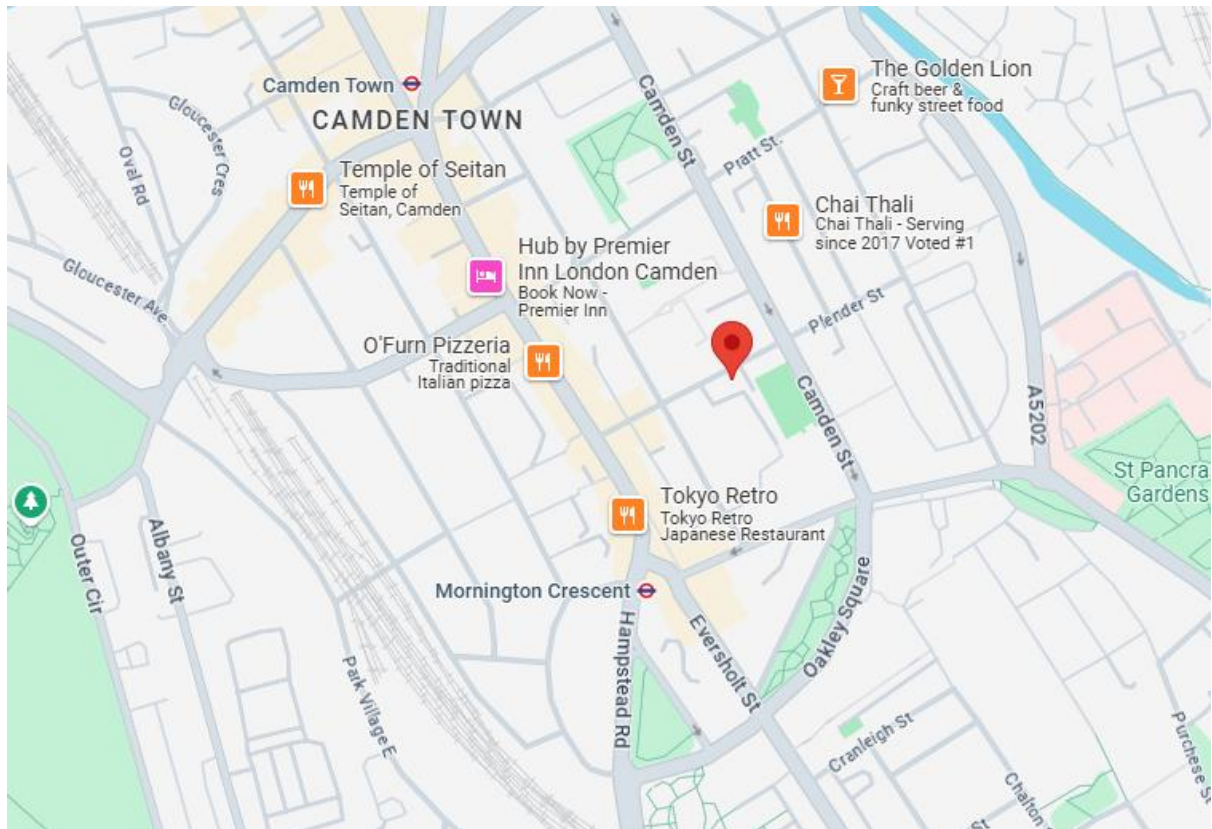 Camden Town
CAMDEN TOWN
The Golden Lion
Craft beer &
funky street food
Camden St
Pratt St.
Gloucester Cres
Oval Rd
Temple of Seitan
Temple of
Seitan, Camden
Chai Thali
Chai Thali - Serving
since 2017 Voted #1
Hub by Premier
Inn London Camden
Book Now -
Premier Inn
Gloucester Ave.
Plender St
O'Furn Pizzeria
Traditional
Italian pizza
Camden St
A5202
St Pancra
Gardens
Tokyo Retro
Tokyo Retro
Japanese Restaurant
Albany St
Outer Cir
Mornington Crescent
Hampstead Rd
Eversholt St
Oakley Square
Park Village E
Cranleigh St
Chalton
Purchese St
St